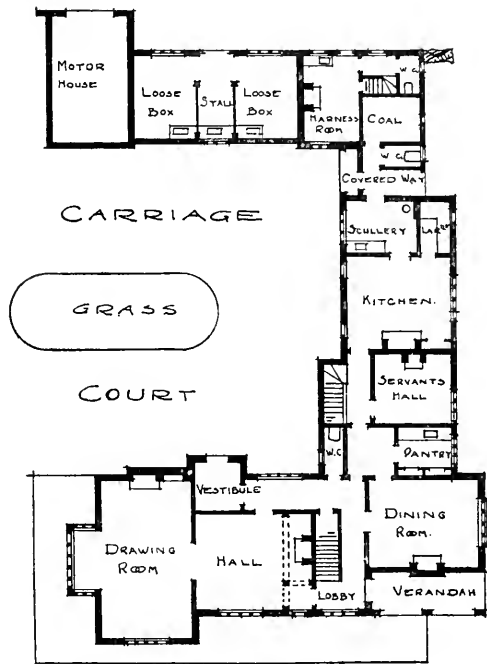 MOTOR
HOUSE
LOOSE
BOX
STALL
LOOSE
BOX
HARNESS
ROOM
W.C.
COAL
W.C.
COVERED WAY
CARRIAGE
SCULLERY
LARDR
GRASS
KITCHEN.
COURT
SERVANTS
HALL
W.C.
PANTRY
VESTIBULE
DINING
ROOM.
DRAWING
ROOM
HALL
LOBBY
VERANDAH